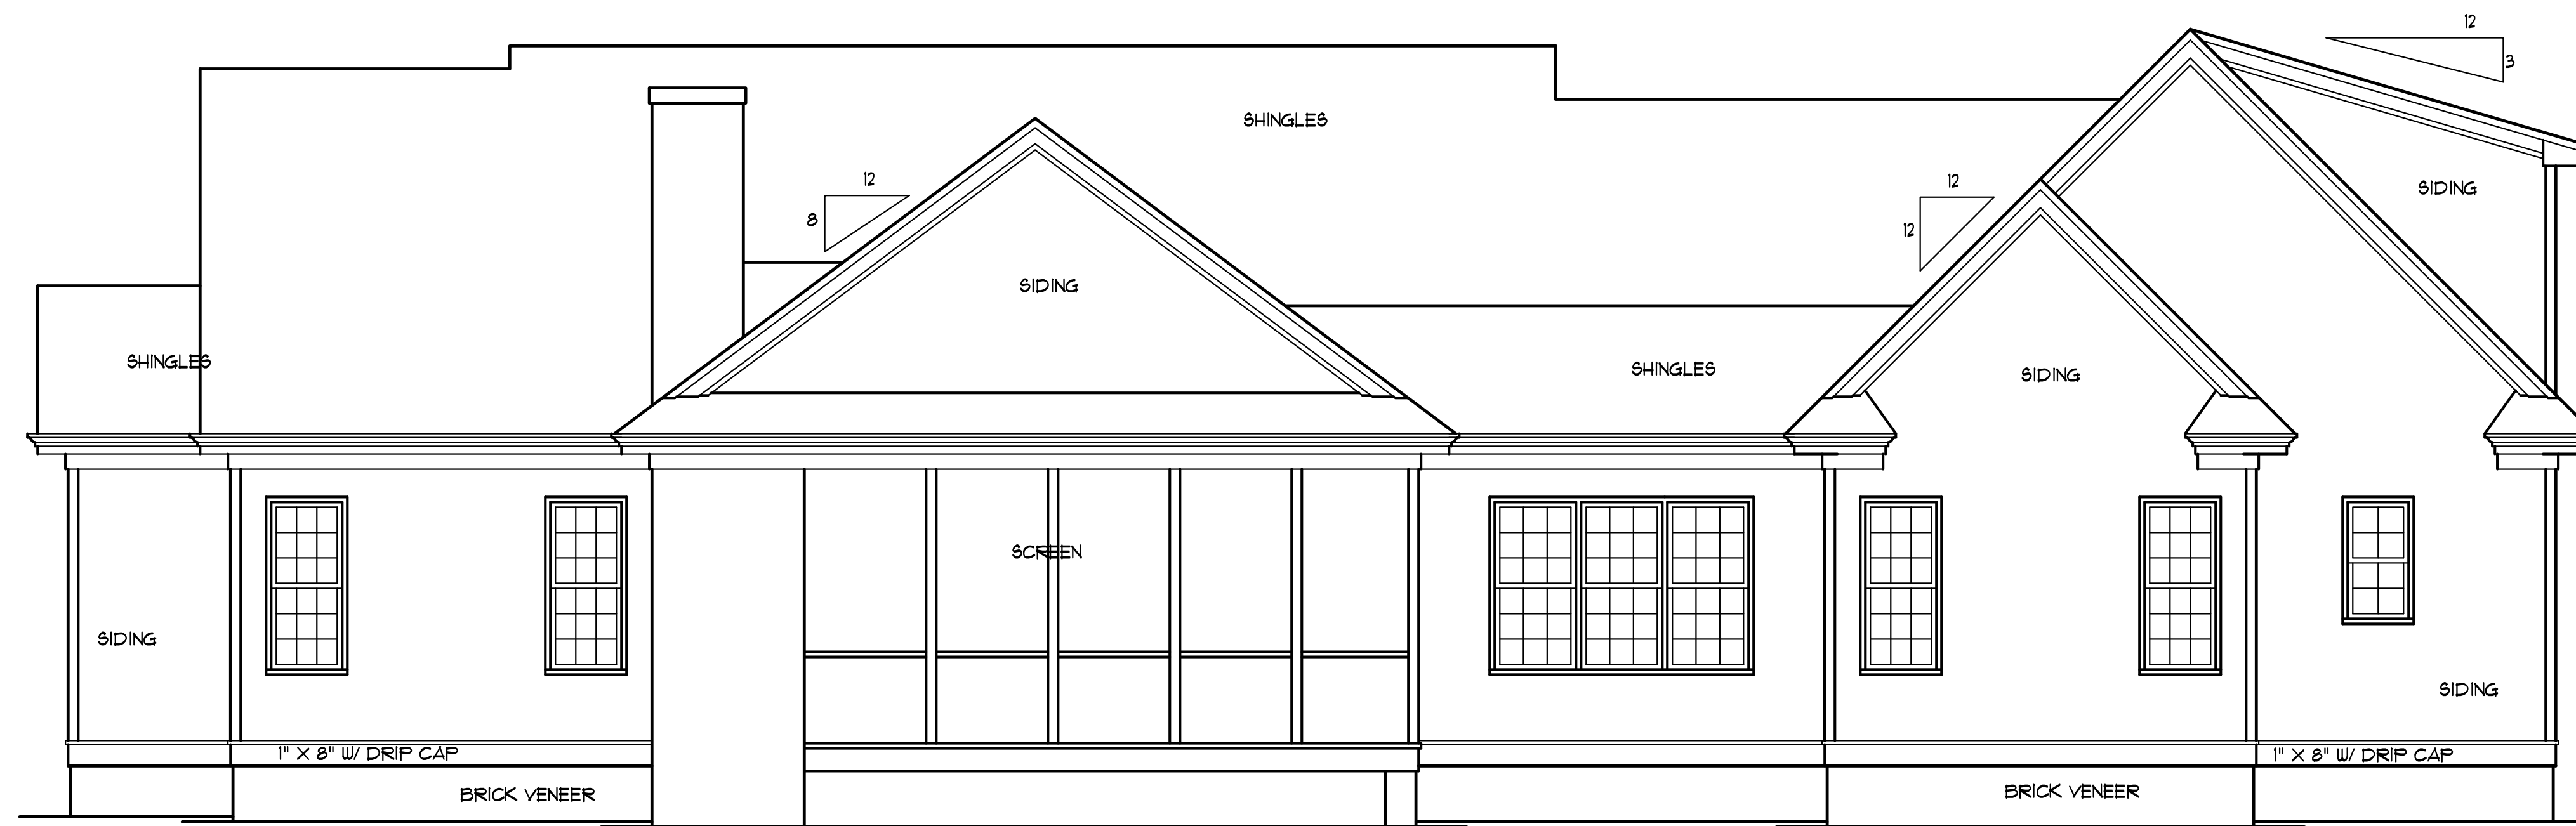 12
3
SHINGLES
12
8
12
12
SIDING
SIDING
SHINGLES
SHINGLES
SIDING
SCREEN
SIDING
SIDING
1" X 8" W/ DRIP CAP
1" X 8" W/ DRIP CAP
BRICK VENEER
BRICK VENEER